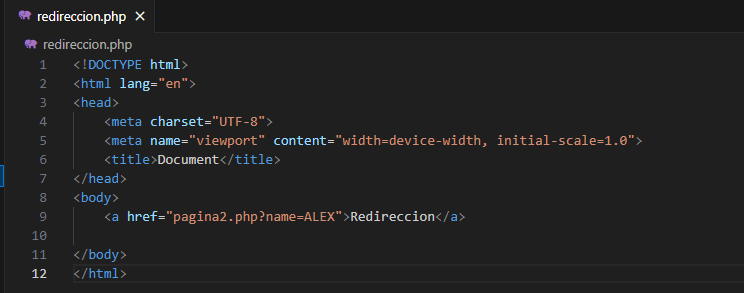 redireccion.php ×
redireccion.php
1 <!DOCTYPE html>
2 <html lang="en">
3 <head>
4     <meta charset="UTF-8">
5     <meta name="viewport" content="width=device-width, initial-scale=1.0">
6     <title>Document</title>
7 </head>
8 <body>
9     <a href="pagina2.php?name=ALEX">Redireccion</a>
10
11 </body>
12 </html>